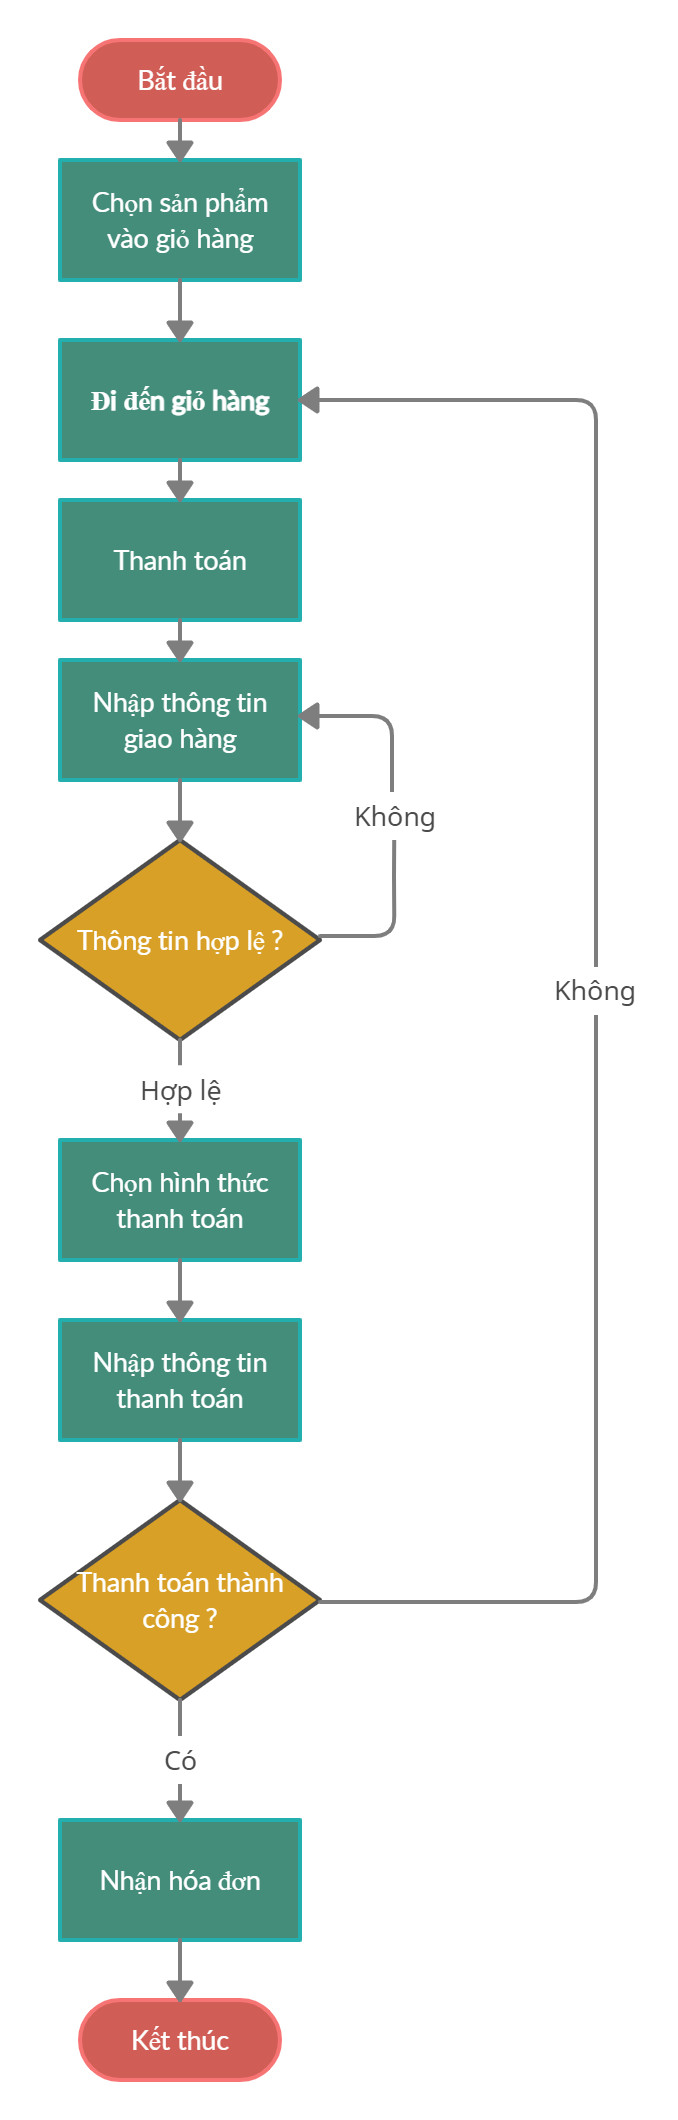 Bắt đầu
Chọn sản phẩm
vào giỏ hàng
Đi đến giỏ hàng
Thanh toán
Nhập thông tin
giao hàng
Không
Thông tin hợp lệ ?
Không
Hợp lệ
Chọn hình thức
thanh toán
Nhập thông tin
thanh toán
Thanh toán thành
công ?
Có
Nhận hóa đơn
Kết thúc